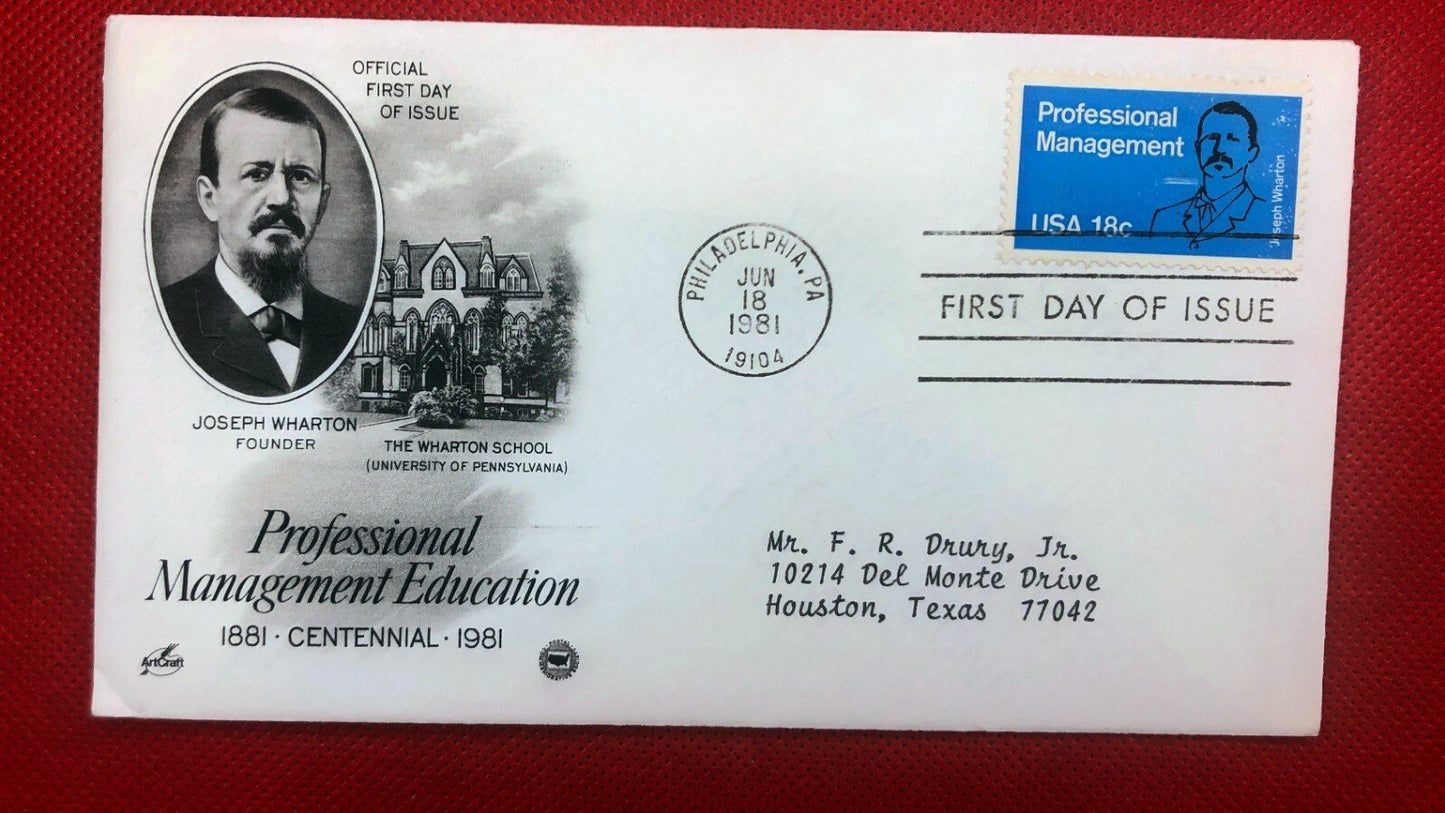 OFFICIAL
FIRST DAY
OF ISSUE
JOSEPH WHARTON
FOUNDER
THE WHARTON SCHOOL
(UNIVERSITY OF PENNSYLVANIA)
Professional
Management Education
1881 · CENTENNIAL · 1981
ArtCraft
PHILADELPHIA, PA
JUN
18
1981
19104
Professional
Management
USA 18c
Joseph Wharton
FIRST DAY OF ISSUE
Mr. F. R. Drury, Jr.
10214 Del Monte Drive
Houston, Texas 77042